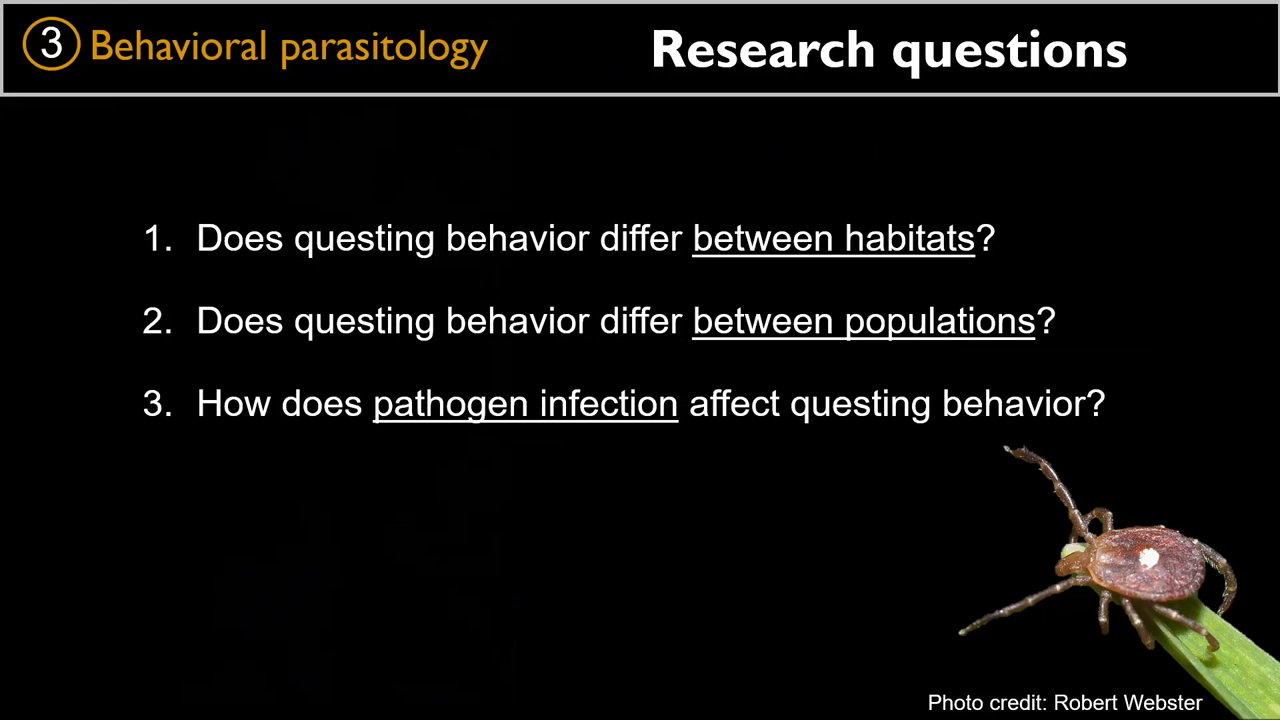 3 Behavioral parasitology
Research questions
1. Does questing behavior differ between habitats?
2. Does questing behavior differ between populations?
3. How does pathogen infection affect questing behavior?
Photo credit: Robert Webster